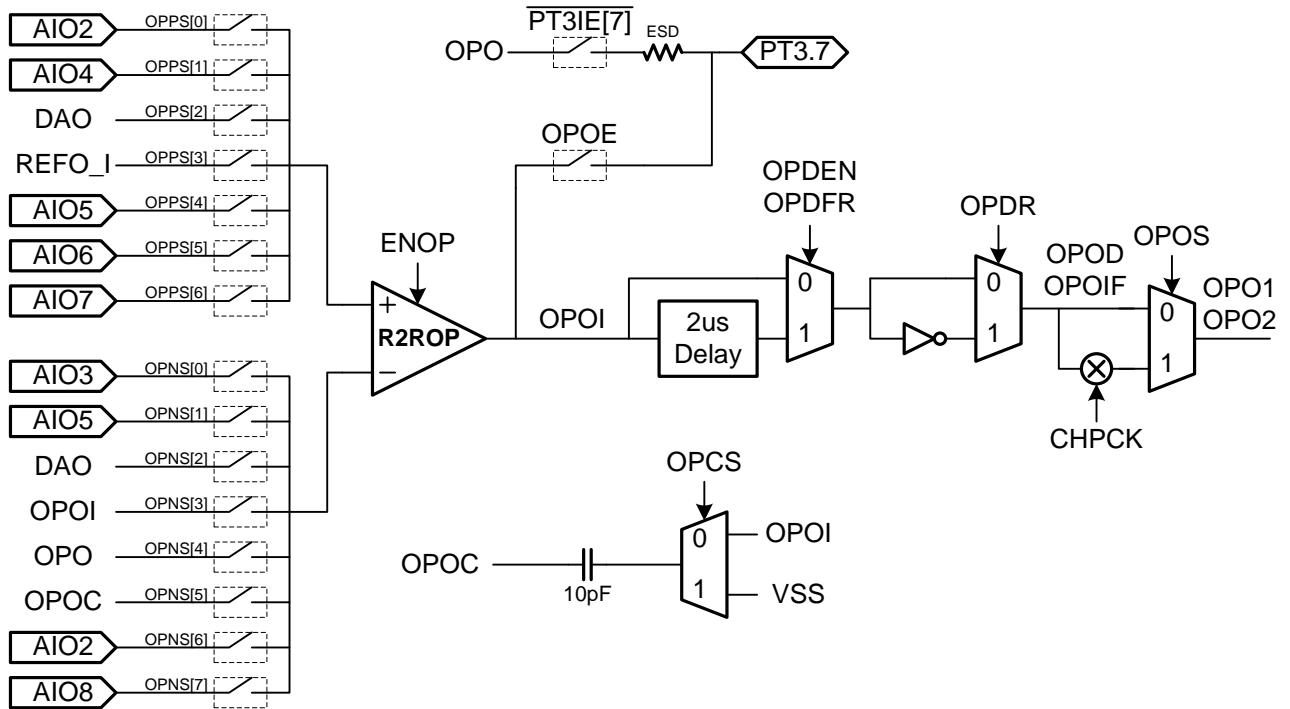 AIO2 OPPS[0]
AIO4 OPPS[1]
DAO OPPS[2]
REFO_I OPPS[3]
AIO5 OPPS[4]
AIO6 OPPS[5]
AIO7 OPPS[6]
AIO3 OPNS[0]
AIO5 OPNS[1]
DAO OPNS[2]
OPOI OPNS[3]
OPO OPNS[4]
OPOC OPNS[5]
AIO2 OPNS[6]
AIO8 OPNS[7]
PT3IE[7]
OPO
ESD
PT3.7
OPOE
ENOP
+
R2ROP
−
OPOI
2us
Delay
OPDEN
OPDFR
0
1
OPDR
0
1
OPOD
OPOIF
CHPCK
OPOS
0
1
OPO1
OPO2
OPCS
OPOC
10pF
0
1
OPOI
VSS